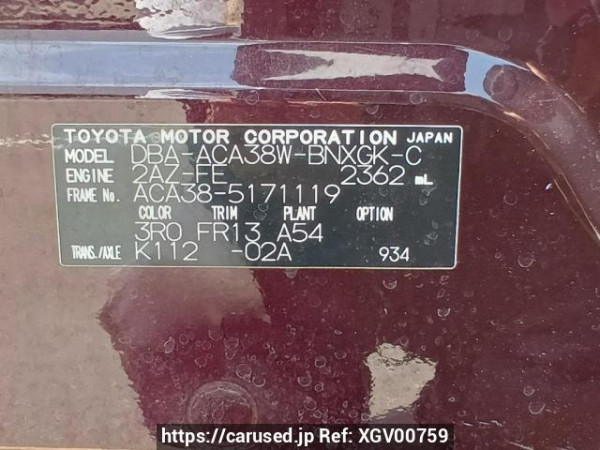 TOYOTA MOTOR CORPORATION JAPAN
MODEL DBA-ACA38W-BNXGK-C
ENGINE 2AZ-FE 2362 mL
FRAME No. ACA38-5171119
COLOR TRIM PLANT OPTION
3R0 FR13 A54
TRANS./AXLE K112 -02A 934
https://carused.jp Ref: XGV00759